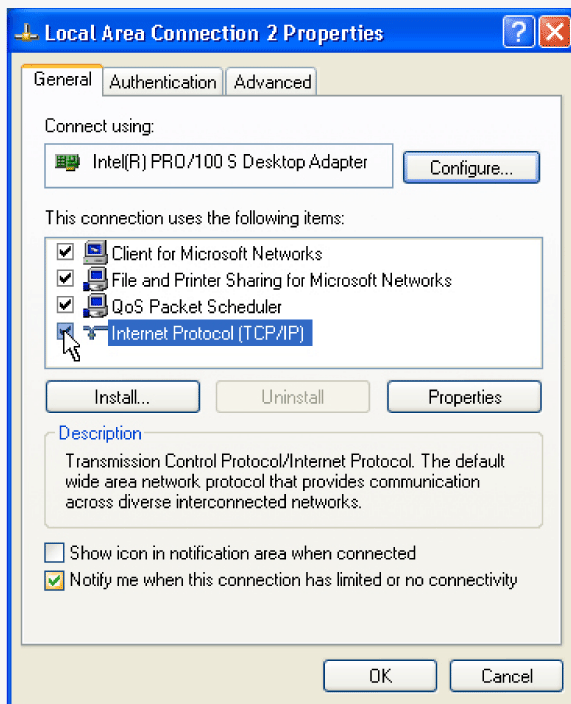 Local Area Connection 2 Properties
General
Authentication
Advanced
Connect using:
Intel(R) PRO/100 S Desktop Adapter
Configure...
This connection uses the following items:
Client for Microsoft Networks
File and Printer Sharing for Microsoft Networks
QoS Packet Scheduler
Internet Protocol (TCP/IP)
Install...
Uninstall
Properties
Description
Transmission Control Protocol/Internet Protocol. The default
wide area network protocol that provides communication
across diverse interconnected networks.
Show icon in notification area when connected
Notify me when this connection has limited or no connectivity
OK
Cancel